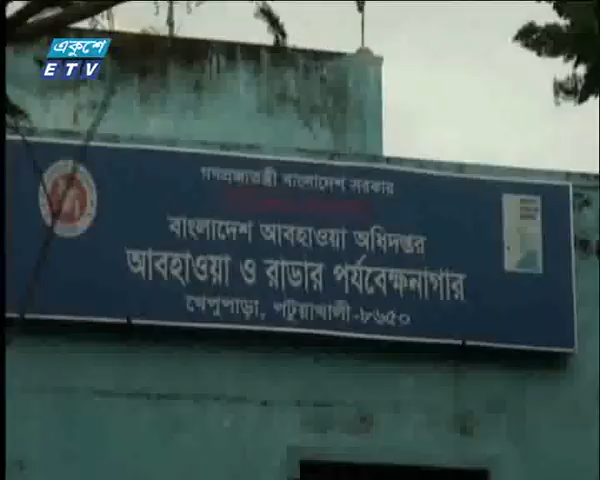 একুশে
ETV
গণপ্রজাতন্ত্রী বাংলাদেশ সরকার
বাংলাদেশ আবহাওয়া অধিদপ্তর
আবহাওয়া ও রাডার পর্যবেক্ষনাগার
খেপুপাড়া, পটুয়াখালী-৮৬৫০